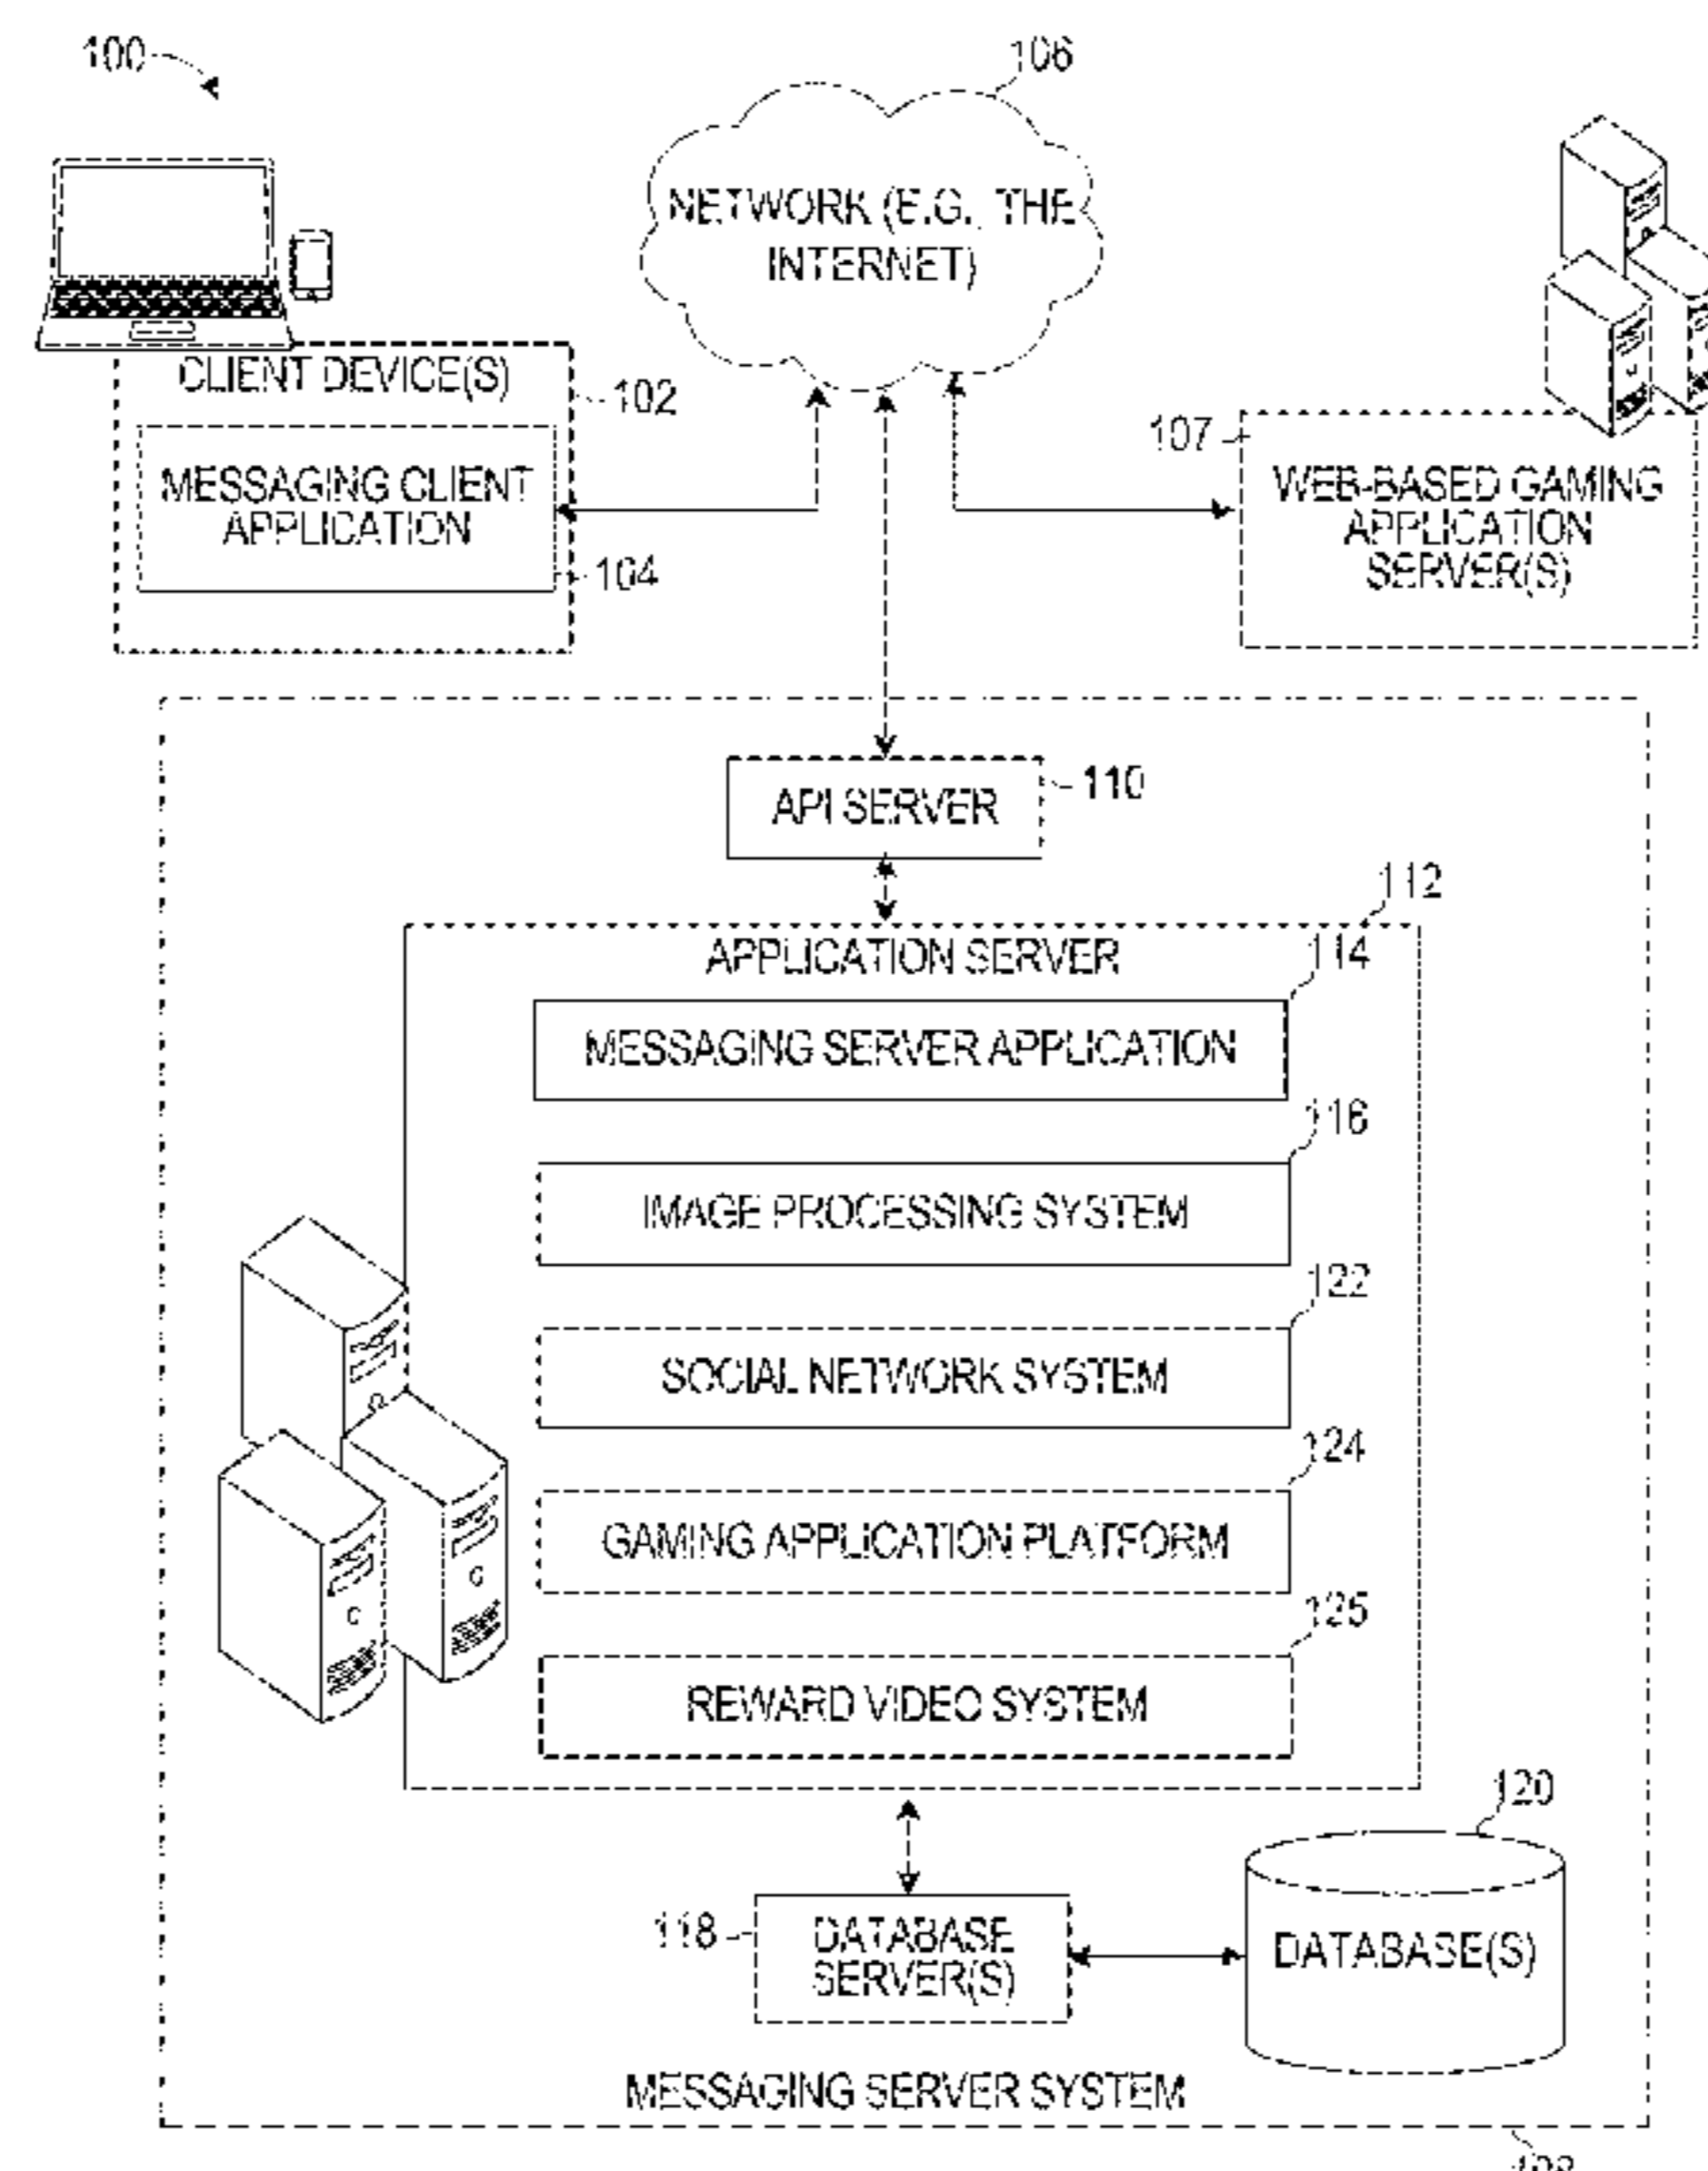 100
106
NETWORK (E.G., THE
INTERNET)
CLIENT DEVICE(S)
102
MESSAGING CLIENT
APPLICATION
104
107
WEB-BASED GAMING
APPLICATION
SERVER(S)
API SERVER
110
112
APPLICATION SERVER
114
MESSAGING SERVER APPLICATION
116
IMAGE PROCESSING SYSTEM
122
SOCIAL NETWORK SYSTEM
124
GAMING APPLICATION PLATFORM
125
REWARD VIDEO SYSTEM
120
118
DATABASE
SERVER(S)
DATABASE(S)
MESSAGING SERVER SYSTEM